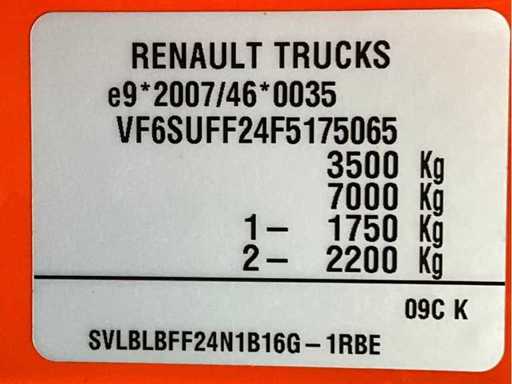 RENAULT TRUCKS
e9*2007/46*0035
VF6SUFF24F5175065
3500 Kg
7000 Kg
1- 1750 Kg
2- 2200 Kg
09C K
SVLBLBFF24N1B16G-1RBE